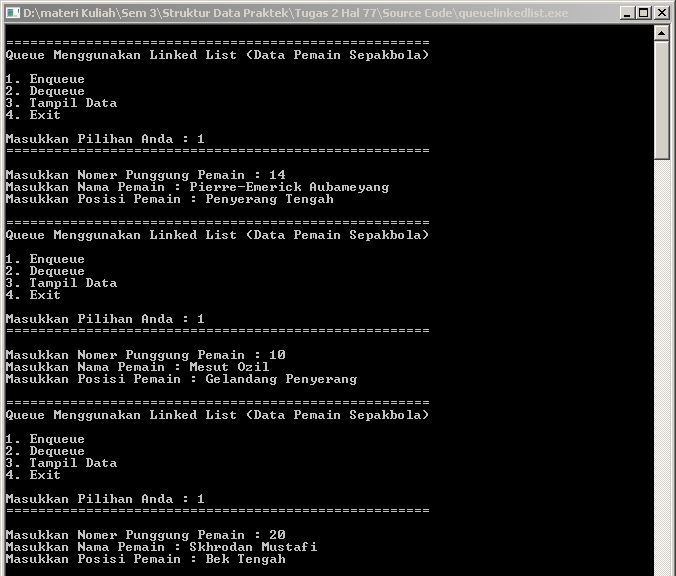 D:\materi Kuliah\Sem 3\Struktur Data Praktek\Tugas 2 Hal 77\Source Code\queuelinkedlist.exe
=====================================================
Queue Menggunakan Linked List (Data Pemain Sepakbola)
1. Enqueue
2. Dequeue
3. Tampil Data
4. Exit
Masukkan Pilihan Anda : 1
=====================================================
Masukkan Nomer Punggung Pemain : 14
Masukkan Nama Pemain : Pierre-Emerick Aubameyang
Masukkan Posisi Pemain : Penyerang Tengah
=====================================================
Queue Menggunakan Linked List (Data Pemain Sepakbola)
1. Enqueue
2. Dequeue
3. Tampil Data
4. Exit
Masukkan Pilihan Anda : 1
=====================================================
Masukkan Nomer Punggung Pemain : 10
Masukkan Nama Pemain : Mesut Ozil
Masukkan Posisi Pemain : Gelandang Penyerang
=====================================================
Queue Menggunakan Linked List (Data Pemain Sepakbola)
1. Enqueue
2. Dequeue
3. Tampil Data
4. Exit
Masukkan Pilihan Anda : 1
=====================================================
Masukkan Nomer Punggung Pemain : 20
Masukkan Nama Pemain : Skhrodan Mustafi
Masukkan Posisi Pemain : Bek Tengah